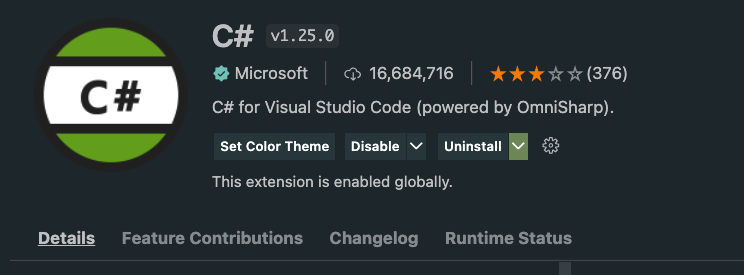 C#
C# v1.25.0
Microsoft 16,684,716 (376)
C# for Visual Studio Code (powered by OmniSharp).
Set Color Theme Disable Uninstall
This extension is enabled globally.
Details Feature Contributions Changelog Runtime Status